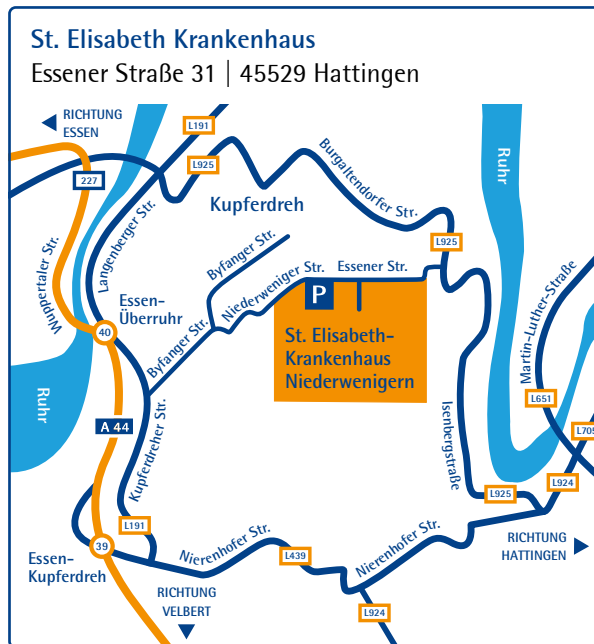 St. Elisabeth Krankenhaus
Essener Straße 31 | 45529 Hattingen
RICHTUNG
ESSEN
L191
227
L925
Burgaltendorfer Str.
Ruhr
Kupferdreh
Langenberger Str.
Wuppertaler Str.
Byfanger Str.
L925
Essener Str.
Niederweniger Str.
P
Martin-Luther-Straße
Essen-
Überruhr
40
Byfanger Str.
St. Elisabeth-
Krankenhaus
Niederwenigern
Ruhr
Isenbergstraße
L651
A 44
Kupferdreher Str.
L705
L924
L925
L191
39
Nierenhofer Str.
Nierenhofer Str.
RICHTUNG
HATTINGEN
Essen-
Kupferdreh
L439
RICHTUNG
VELBERT
L924